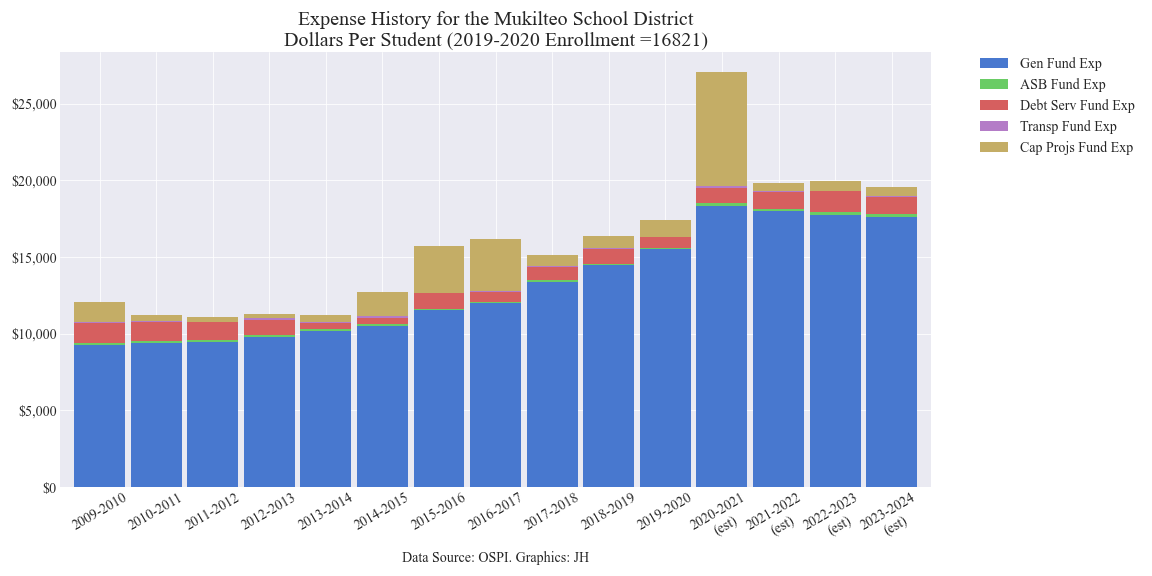 Expense History for the Mukilteo School District
Dollars Per Student (2019-2020 Enrollment =16821)
Gen Fund Exp
ASB Fund Exp
Debt Serv Fund Exp
Transp Fund Exp
Cap Projs Fund Exp
$25,000
$20,000
$15,000
$10,000
$5,000
$0
2009-2010
2010-2011
2011-2012
2012-2013
2013-2014
2014-2015
2015-2016
2016-2017
2017-2018
2018-2019
2019-2020
2020-2021
(est)
2021-2022
(est)
2022-2023
(est)
2023-2024
(est)
Data Source: OSPI. Graphics: JH